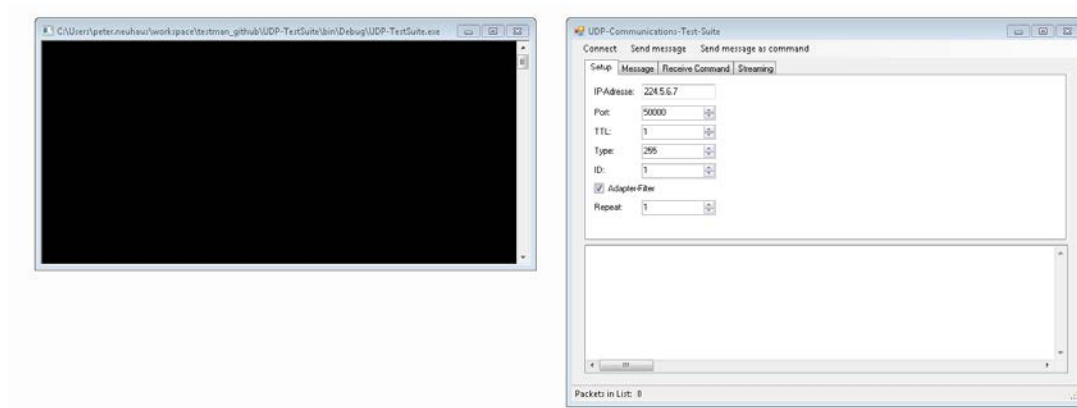 C:\Users\peter.neuhaus\workspace\testman_github\UDP-TestSuite\bin\Debug\UDP-TestSuite.exe
UDP-Communications-Test-Suite
Connect Send message Send message as command
Setup Message Receive Command Streaming
IP-Adresse: 224.5.6.7
Port: 50000
TTL: 1
Type: 255
ID: 1
Adapter-Filter
Repeat: 1
Packets in List: 0